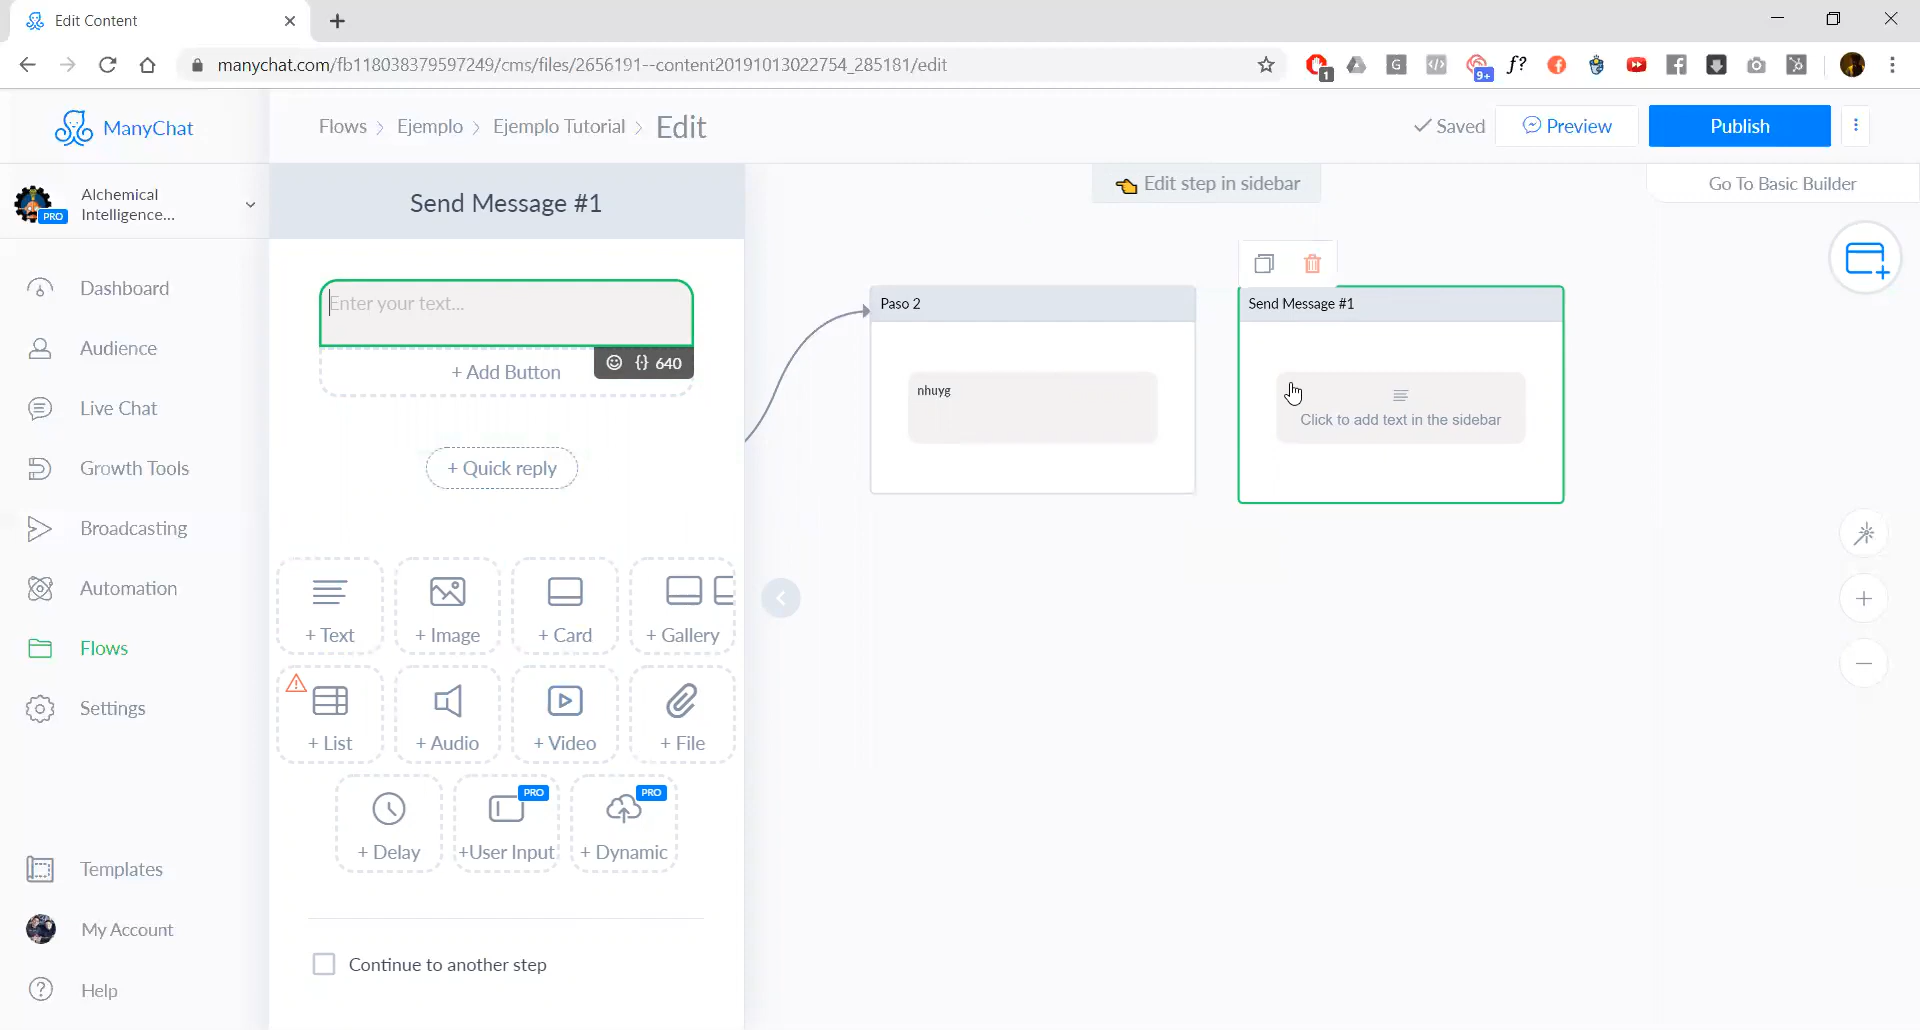 Edit Content
manychat.com/fb118038379597249/cms/files/2656191--content20191013022754_285181/edit
1
G
9+
f?
ManyChat
Flows
Ejemplo
Ejemplo Tutorial
Edit
Saved
Preview
Publish
Alchemical
Intelligence...
PRO
Send Message #1
Edit step in sidebar
Go To Basic Builder
Dashboard
Audience
Live Chat
Growth Tools
Broadcasting
Automation
Flows
Settings
Templates
My Account
Help
Enter your text...
640
+ Add Button
+ Quick reply
+ Text
+ Image
+ Card
+ Gallery
+ List
+ Audio
+ Video
+ File
PRO
PRO
+ Delay
+User Input
+ Dynamic
Continue to another step
Paso 2
nhuyg
Send Message #1
Click to add text in the sidebar